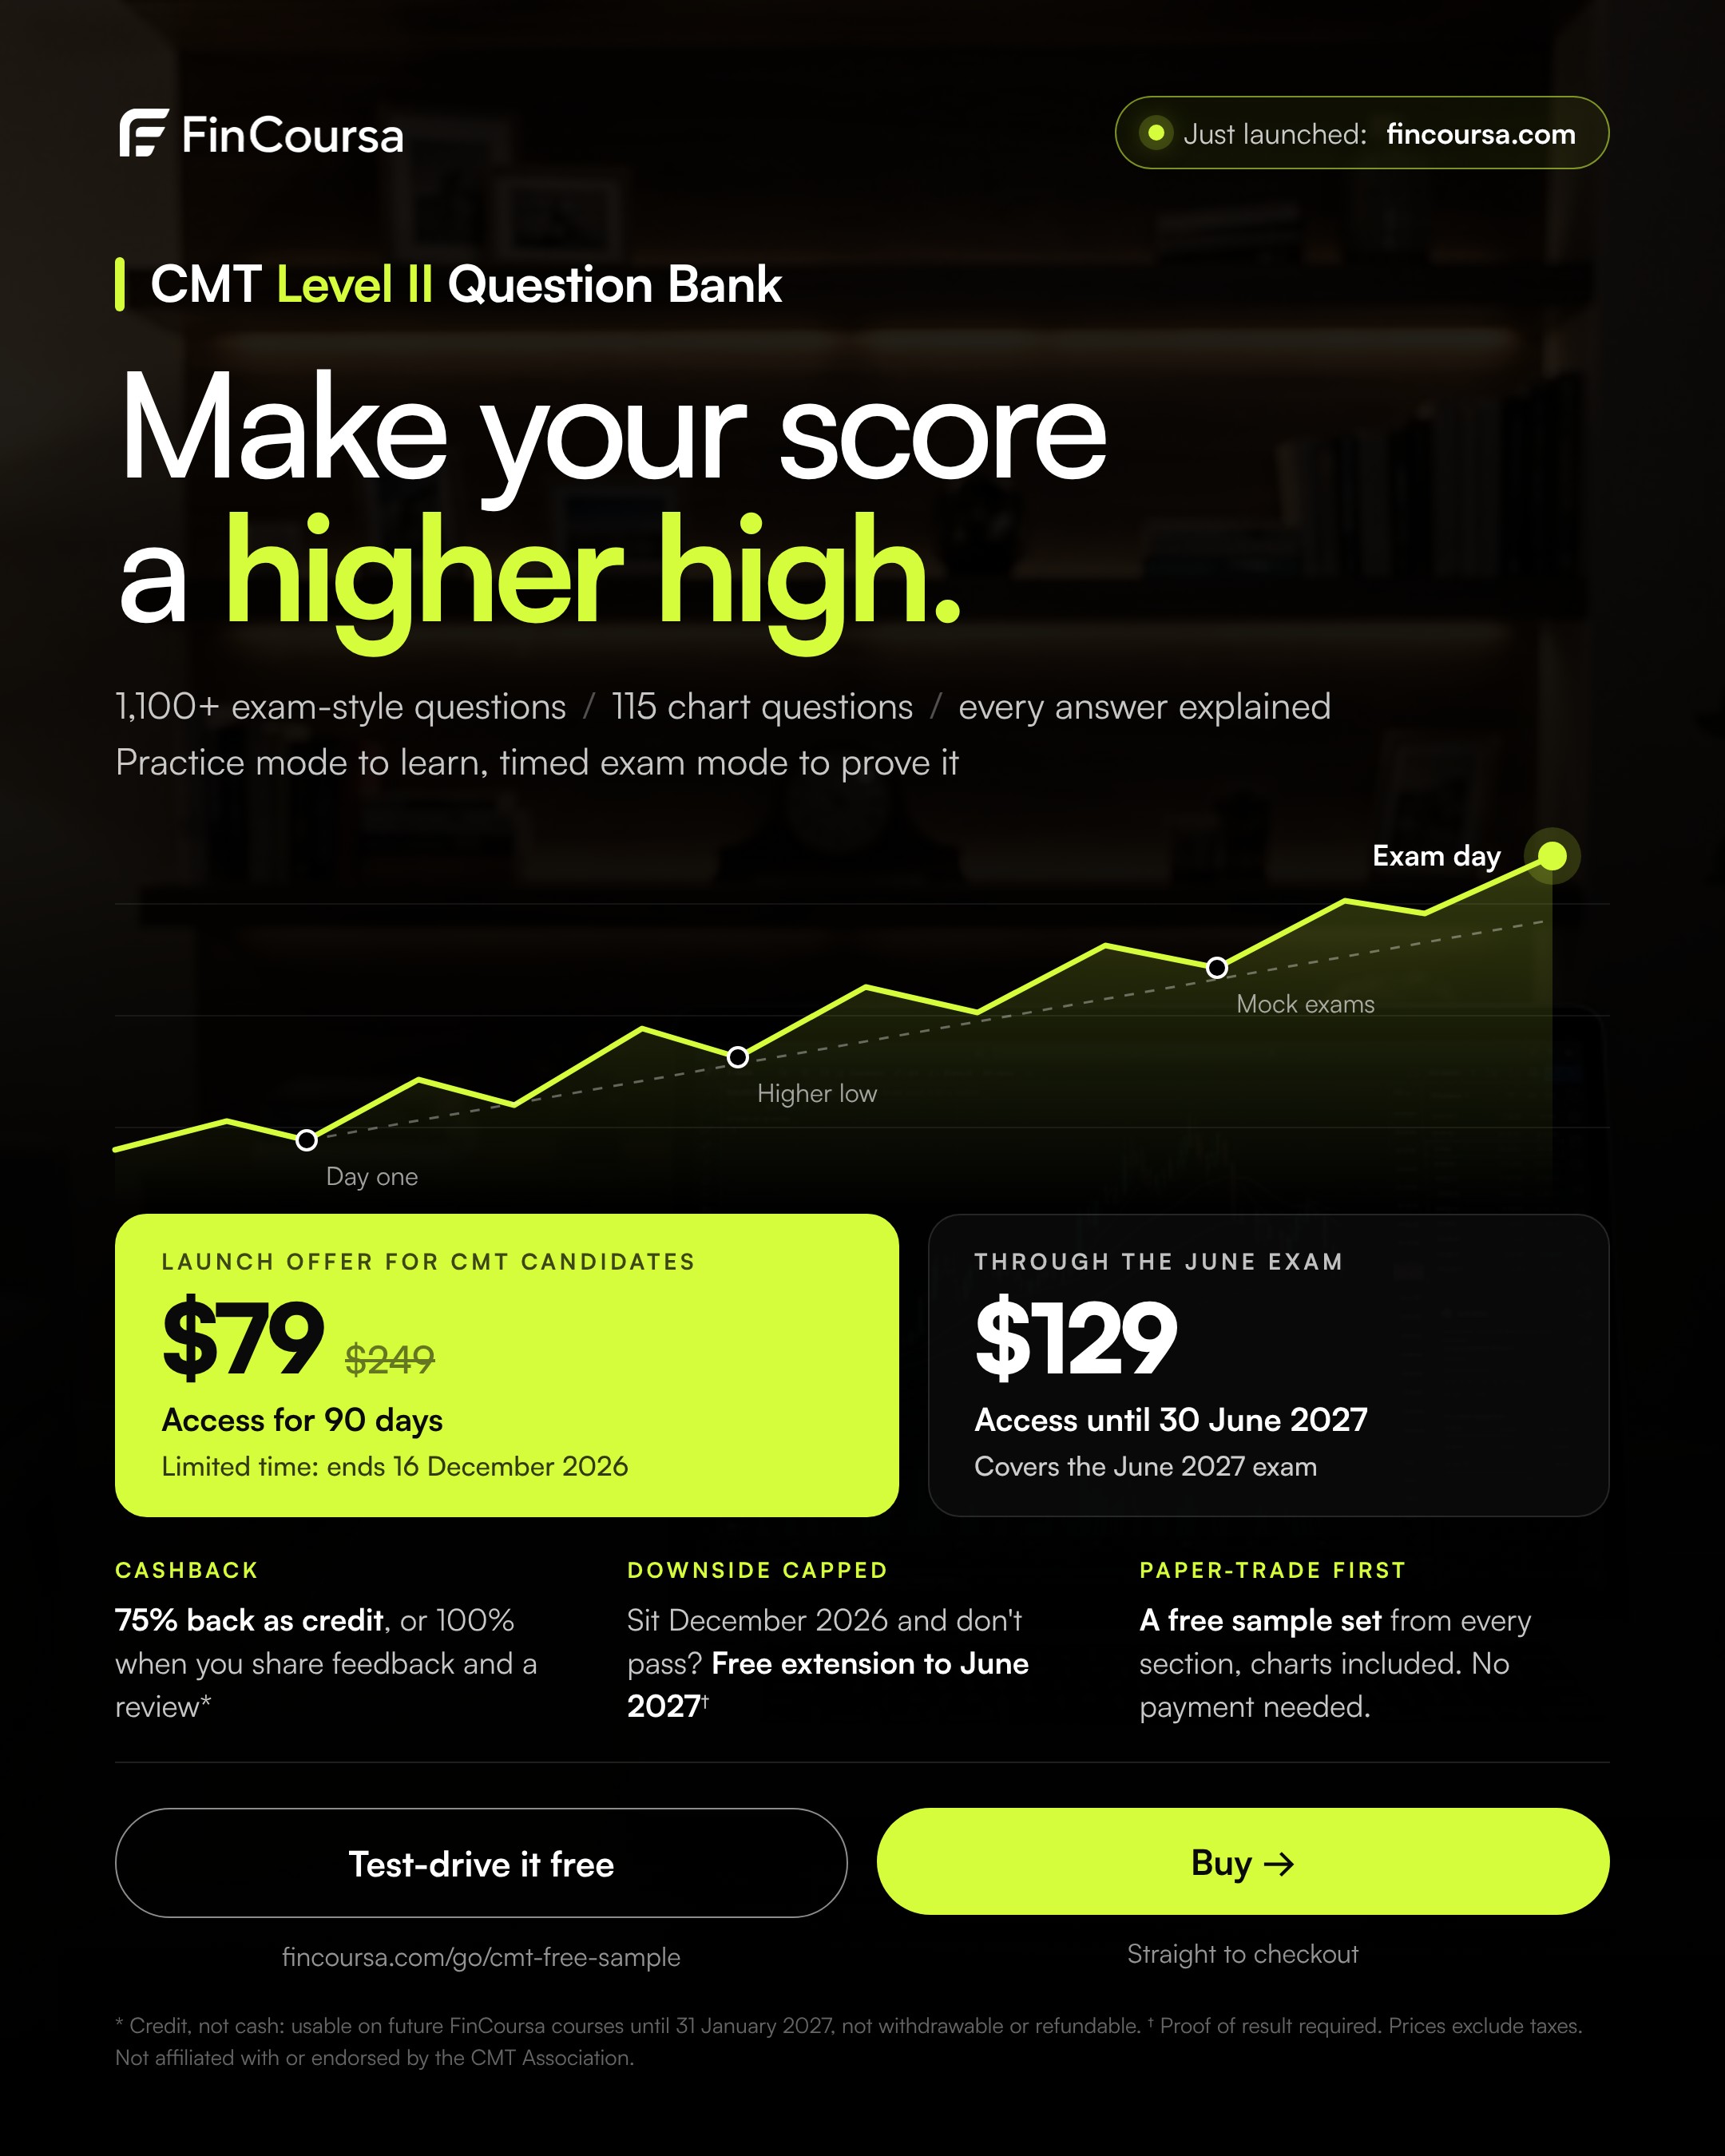 FinCoursa
Just launched: fincoursa.com
CMT Level II Question Bank
Make your score
a higher high.
1,100+ exam-style questions / 115 chart questions / every answer explained
Practice mode to learn, timed exam mode to prove it
Exam day
Mock exams
Higher low
Day one
LAUNCH OFFER FOR CMT CANDIDATES
$79 $249
Access for 90 days
Limited time: ends 16 December 2026
THROUGH THE JUNE EXAM
$129
Access until 30 June 2027
Covers the June 2027 exam
CASHBACK
75% back as credit, or 100%
when you share feedback and a
review*
DOWNSIDE CAPPED
Sit December 2026 and don't
pass? Free extension to June
2027†
PAPER-TRADE FIRST
A free sample set from every
section, charts included. No
payment needed.
Test-drive it free
fincoursa.com/go/cmt-free-sample
Buy →
Straight to checkout
* Credit, not cash: usable on future FinCoursa courses until 31 January 2027, not withdrawable or refundable. † Proof of result required. Prices exclude taxes.
Not affiliated with or endorsed by the CMT Association.